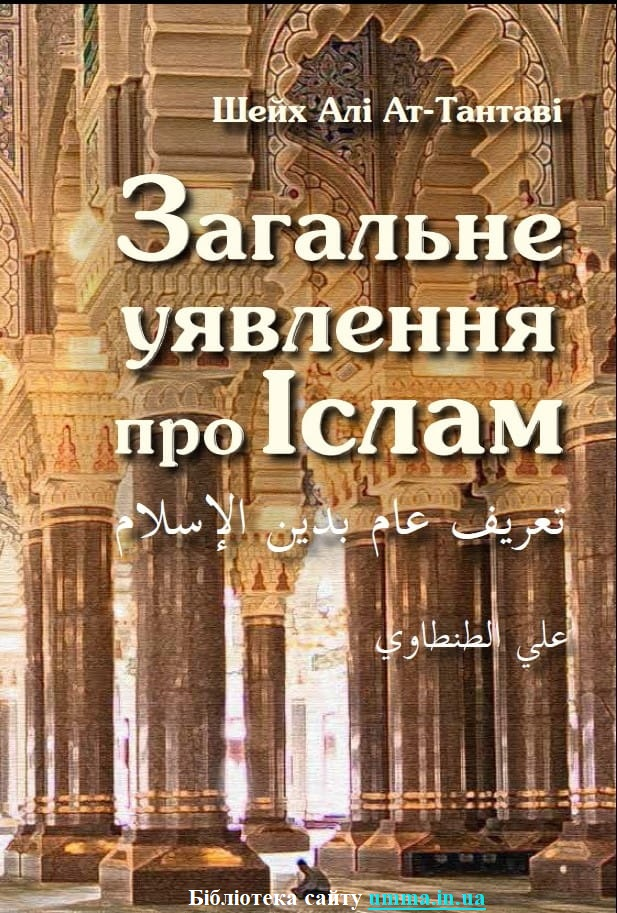 Шейх Алі Ат-Тантаві
Загальне
уявлення
про Іслам
تعريف عام بدين الإسلام
علي الطنطاوي
Бібліотека сайту umma.in.ua